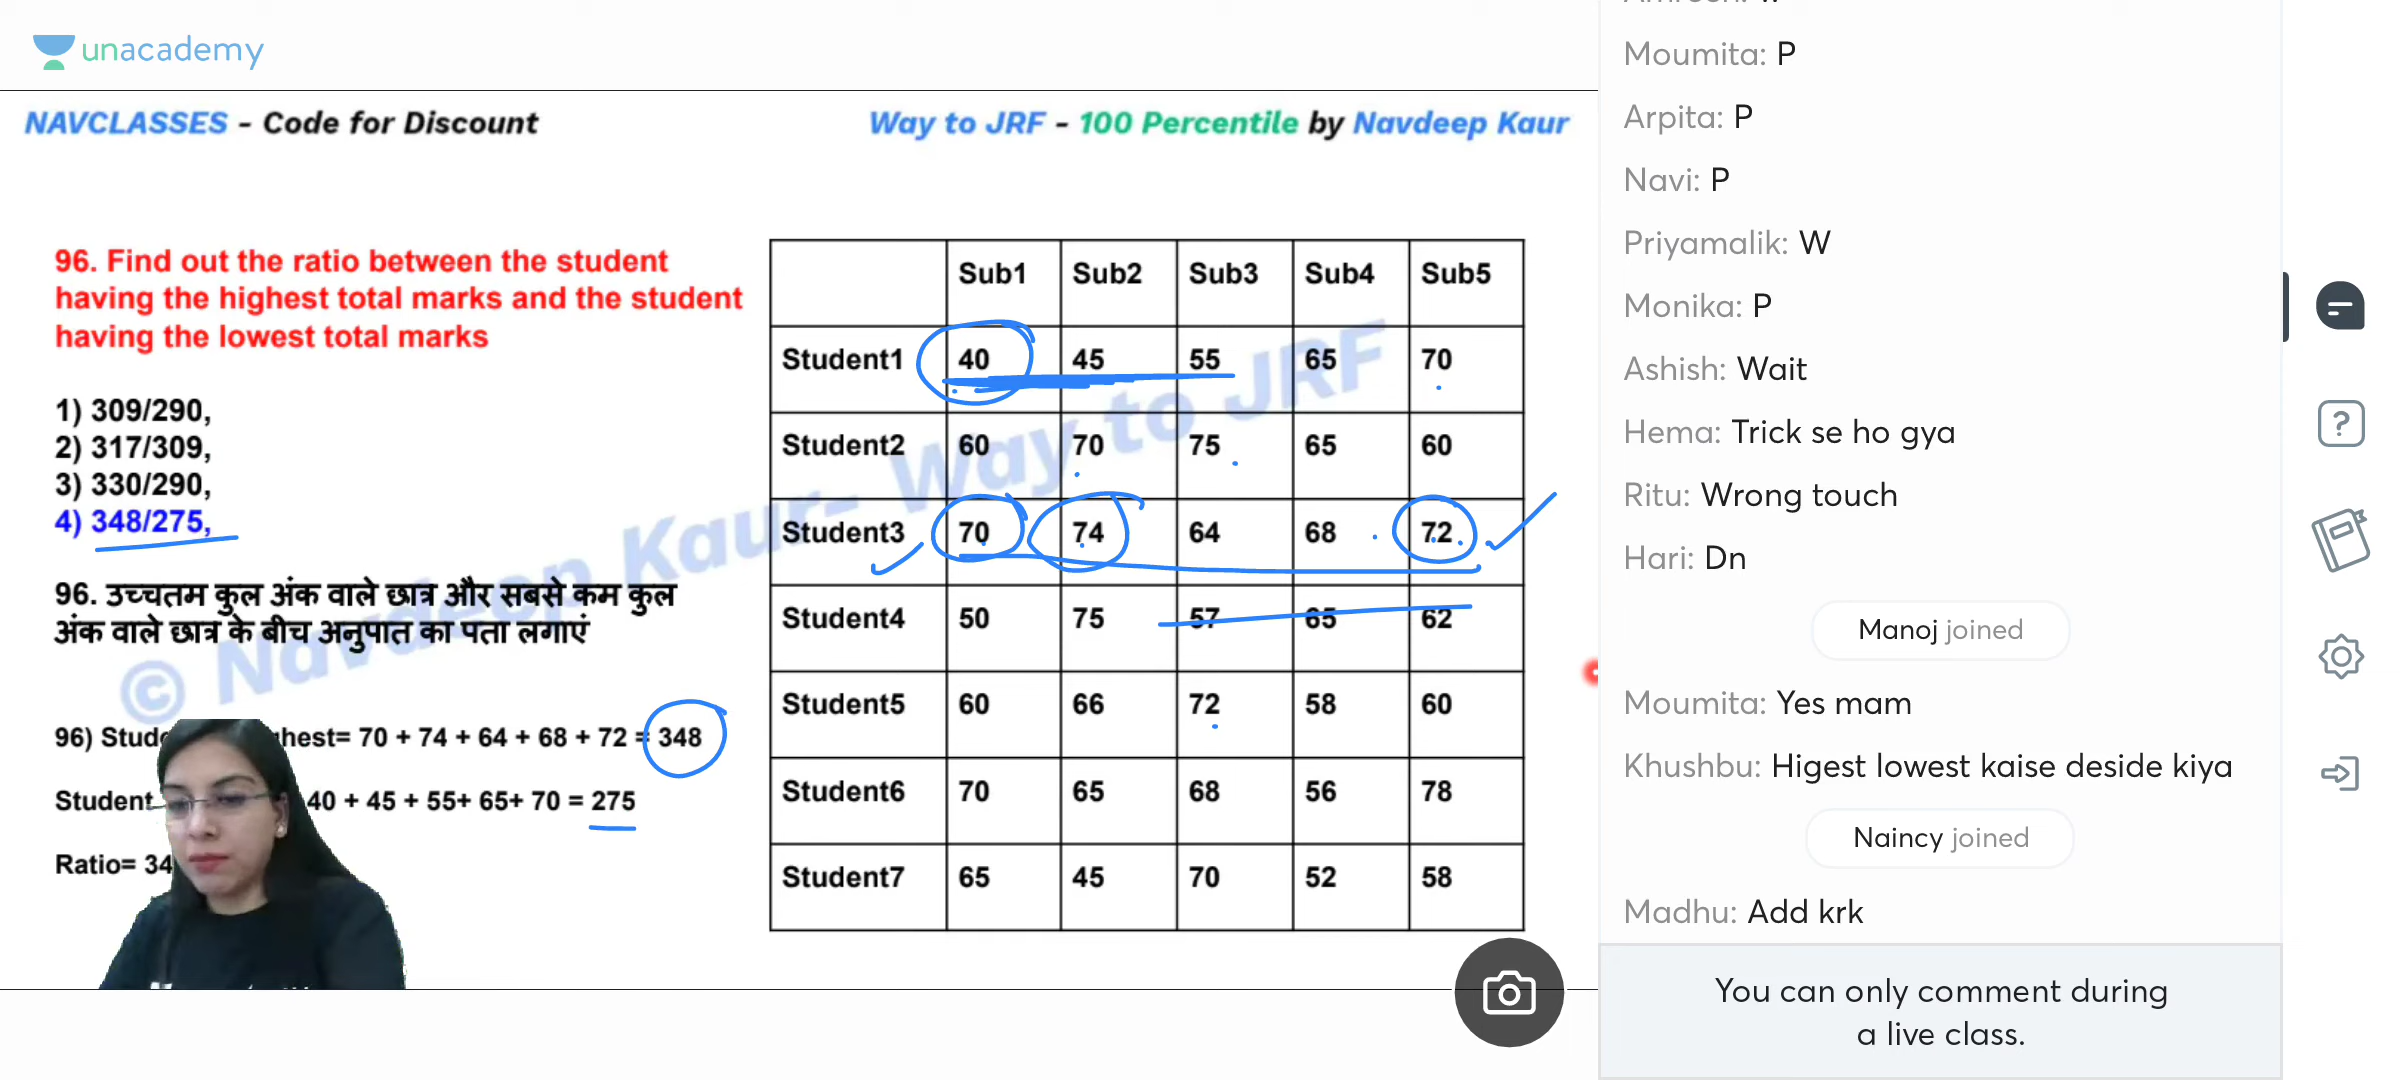 unacademy
NAVCLASSES - Code for Discount
Way to JRF - 100 Percentile by Navdeep Kaur
96. Find out the ratio between the student
having the highest total marks and the student
having the lowest total marks
1) 309/290,
2) 317/309,
3) 330/290,
4) 348/275,
96. उच्चतम कुल अंक वाले छात्र और सबसे कम कुल
अंक वाले छात्र के बीच अनुपात का पता लगाएं
96) Stud hest= 70 + 74 + 64 + 68 + 72 = 348
Student 40 + 45 + 55+ 65+ 70 = 275
Ratio= 34
Sub1 Sub2 Sub3 Sub4 Sub5
Student1 40 45 55 65 70
Student2 60 70 75 65 60
Student3 70 74 64 68 72
Student4 50 75 57 65 62
Student5 60 66 72 58 60
Student6 70 65 68 56 78
Student7 65 45 70 52 58
© Navdeep Kaur- Way to JRF
Moumita: P
Arpita: P
Navi: P
Priyamalik: W
Monika: P
Ashish: Wait
Hema: Trick se ho gya
Ritu: Wrong touch
Hari: Dn
Manoj joined
Moumita: Yes mam
Khushbu: Higest lowest kaise deside kiya
Naincy joined
Madhu: Add krk
You can only comment during
a live class.